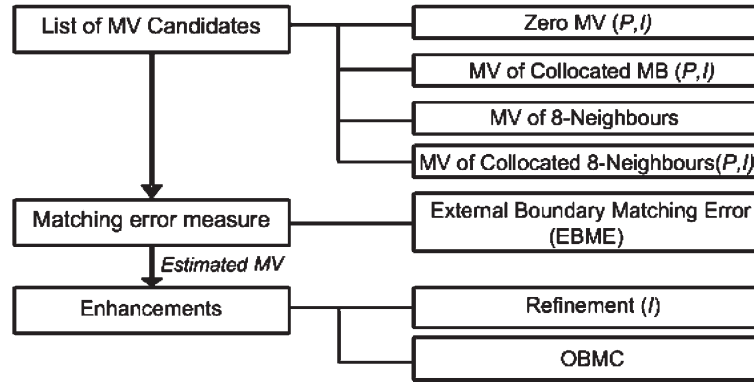 List of MV Candidates
Zero MV (P,I)
MV of Collocated MB (P,I)
MV of 8-Neighbours
MV of Collocated 8-Neighbours(P,I)
Matching error measure
External Boundary Matching Error
(EBME)
Estimated MV
Enhancements
Refinement (I)
OBMC